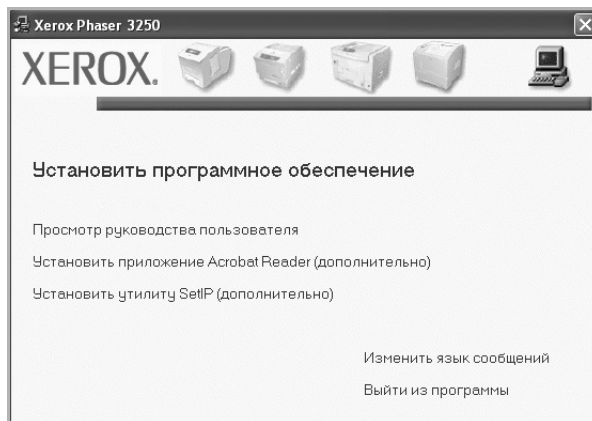 Xerox Phaser 3250
XEROX.
Установить программное обеспечение
Просмотр руководства пользователя
Установить приложение Acrobat Reader (дополнительно)
Установить утилиту SetIP (дополнительно)
Изменить язык сообщений
Выйти из программы